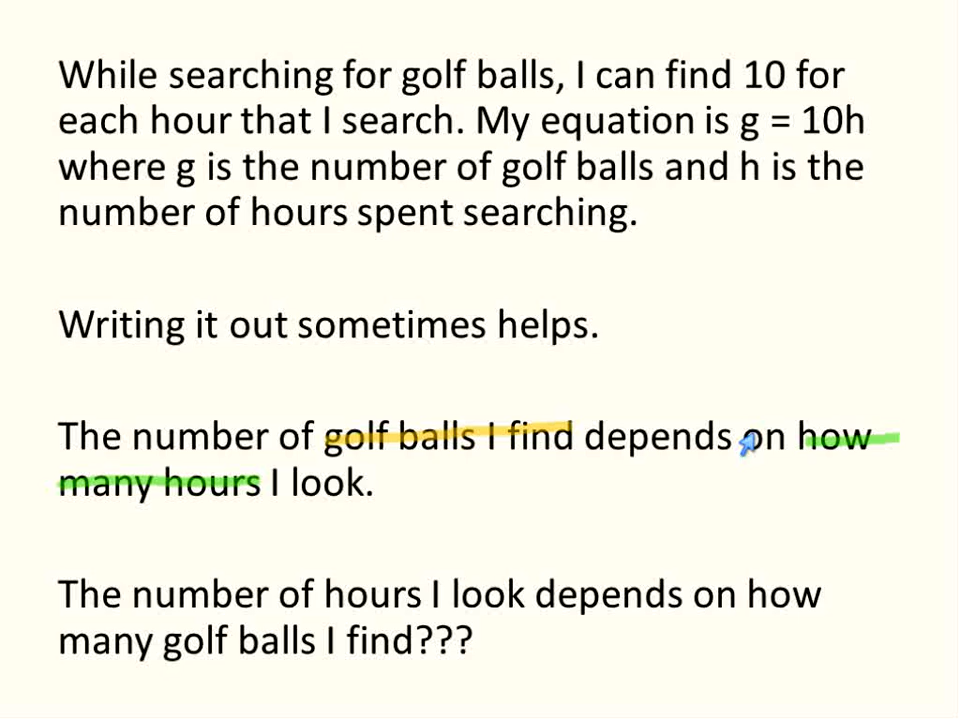 While searching for golf balls, I can find 10 for
each hour that I search. My equation is g = 10h
where g is the number of golf balls and h is the
number of hours spent searching.
Writing it out sometimes helps.
The number of golf balls I find depends on how
many hours I look.
The number of hours I look depends on how
many golf balls I find???